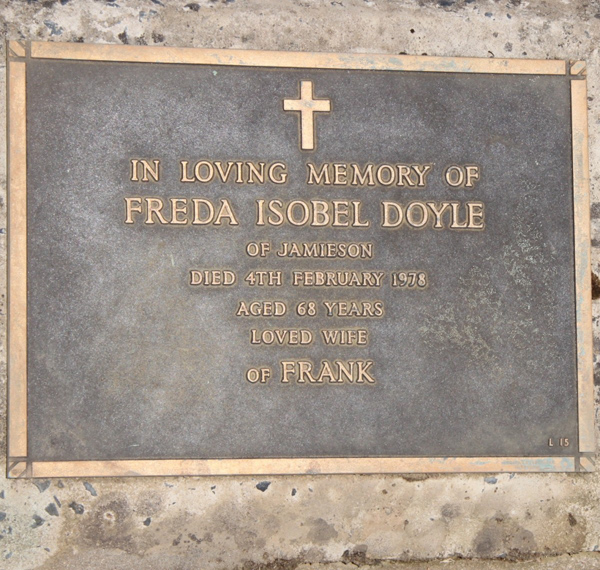 IN LOVING MEMORY OF
FREDA ISOBEL DOYLE
OF JAMIESON
DIED 4TH FEBRUARY 1978
AGED 68 YEARS
LOVED WIFE
OF FRANK
L 15